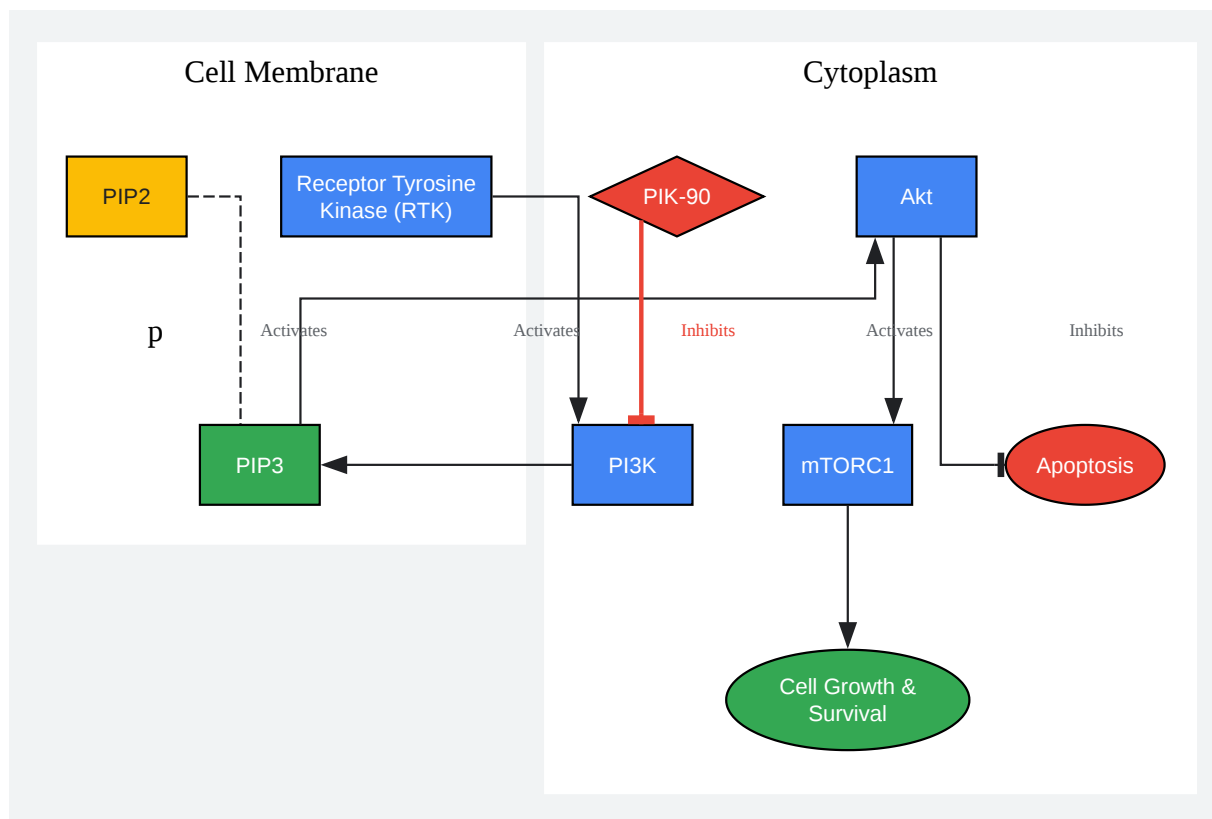 Cell Membrane
Cytoplasm
PIP2
Receptor Tyrosine
Kinase (RTK)
PIK-90
Akt
p
Activates
Activates
Inhibits
Activates
Inhibits
PIP3
PI3K
mTORC1
Apoptosis
Cell Growth &
Survival